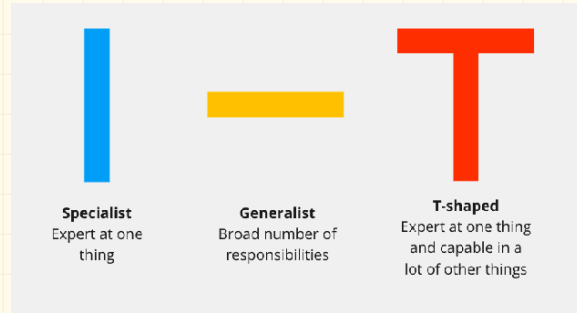 Specialist
Expert at one
thing
Generalist
Broad number of
responsibilities
T-shaped
Expert at one thing
and capable in a
lot of other things